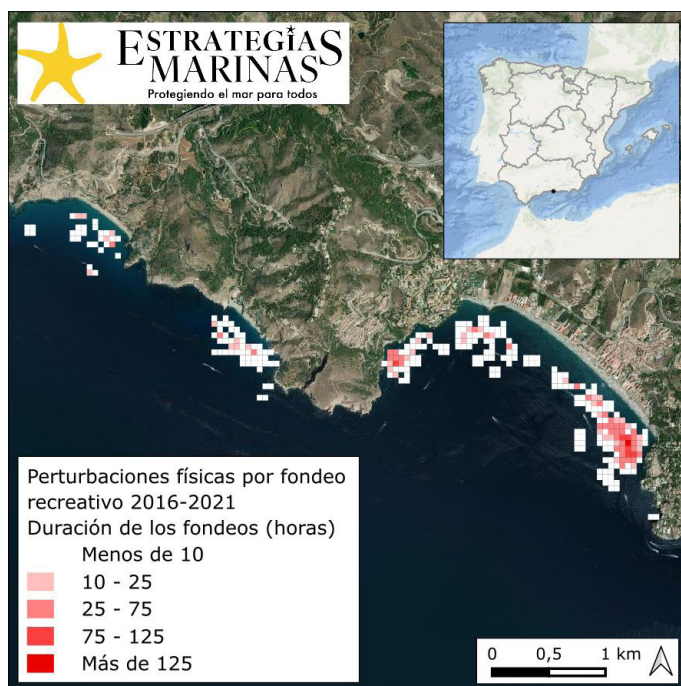 ESTRATEGIAS
MARINAS
Protegiendo el mar para todos
Perturbaciones físicas por fondeo
recreativo 2016-2021
Duración de los fondeos (horas)
Menos de 10
10 - 25
25 - 75
75 - 125
Más de 125
0 0,5 1 km